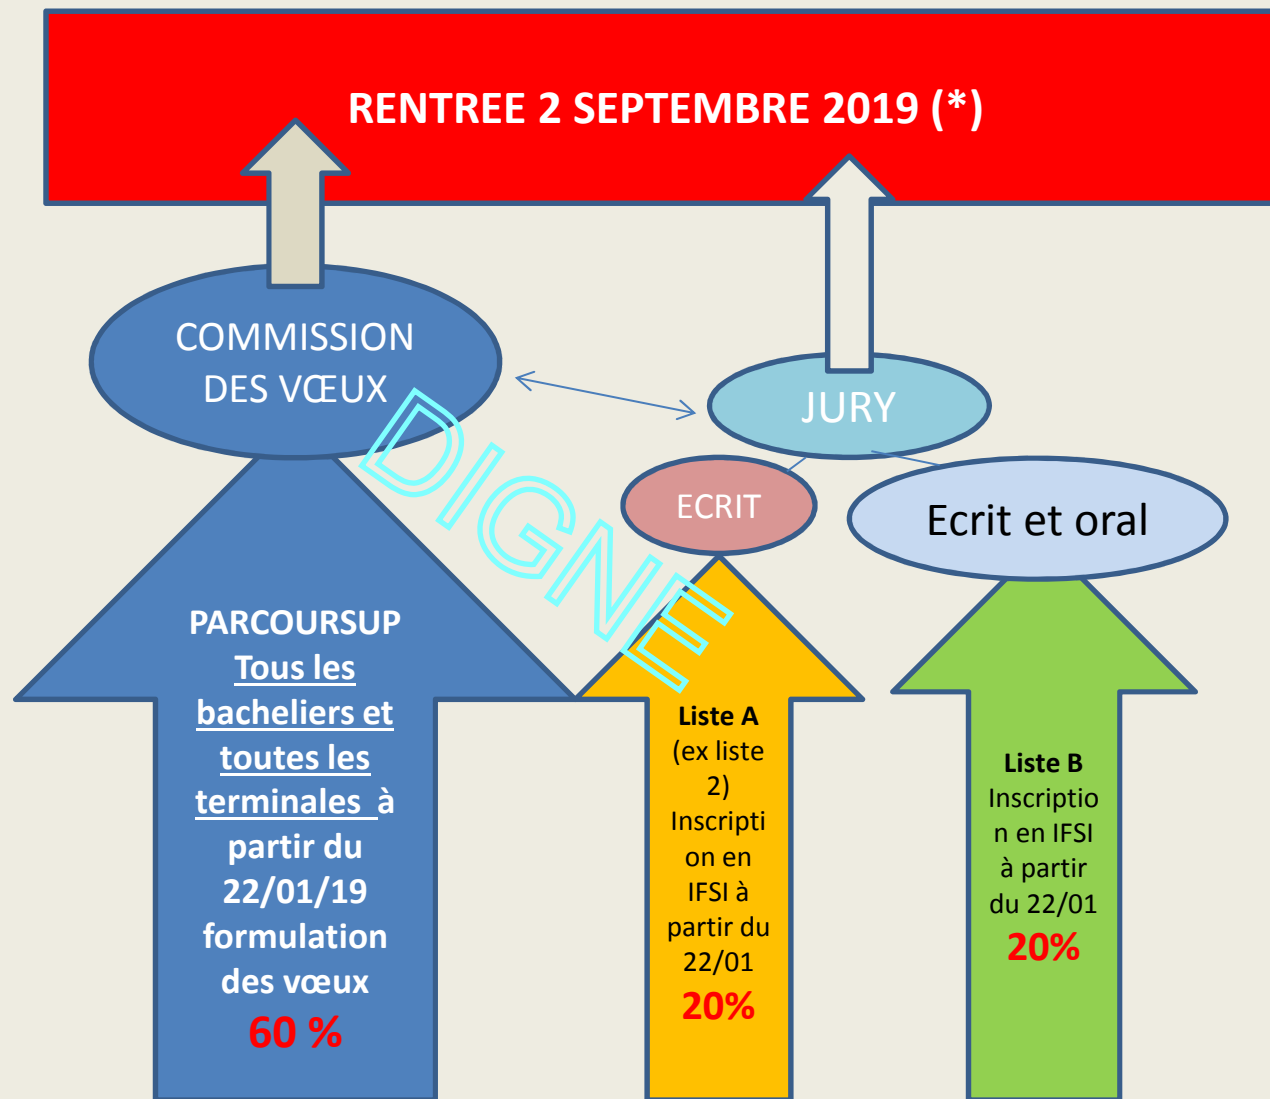 RENTREE 2 SEPTEMBRE 2019 (*)
COMMISSION
DES VŒUX
JURY
ECRIT
Ecrit et oral
DIGNE
PARCOURSUP
Tous les
bacheliers et
toutes les
terminales à
partir du
22/01/19
formulation
des vœux
60 %
Liste A
(ex liste
2)
Inscripti
on en
IFSI à
partir du
22/01
20%
Liste B
Inscriptio
n en IFSI
à partir
du 22/01
20%